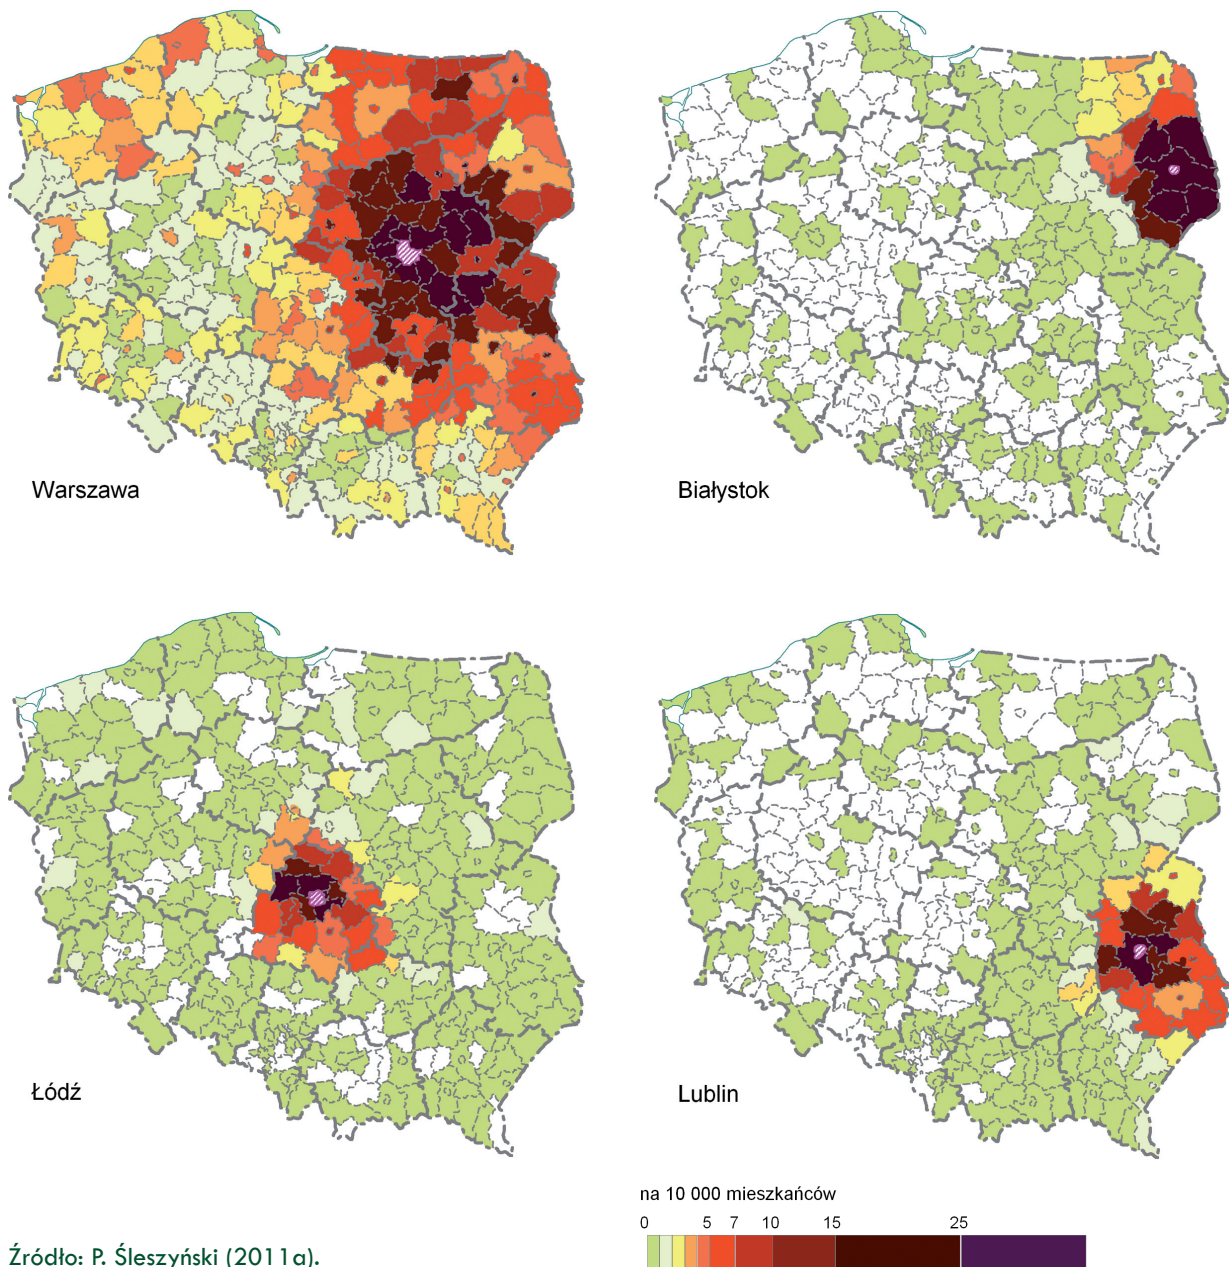 Warszawa
Białystok
Łódź
Lublin
na 10 000 mieszkańców
0 5 7 10 15 25
Źródło: P. Śleszyński (2011a).